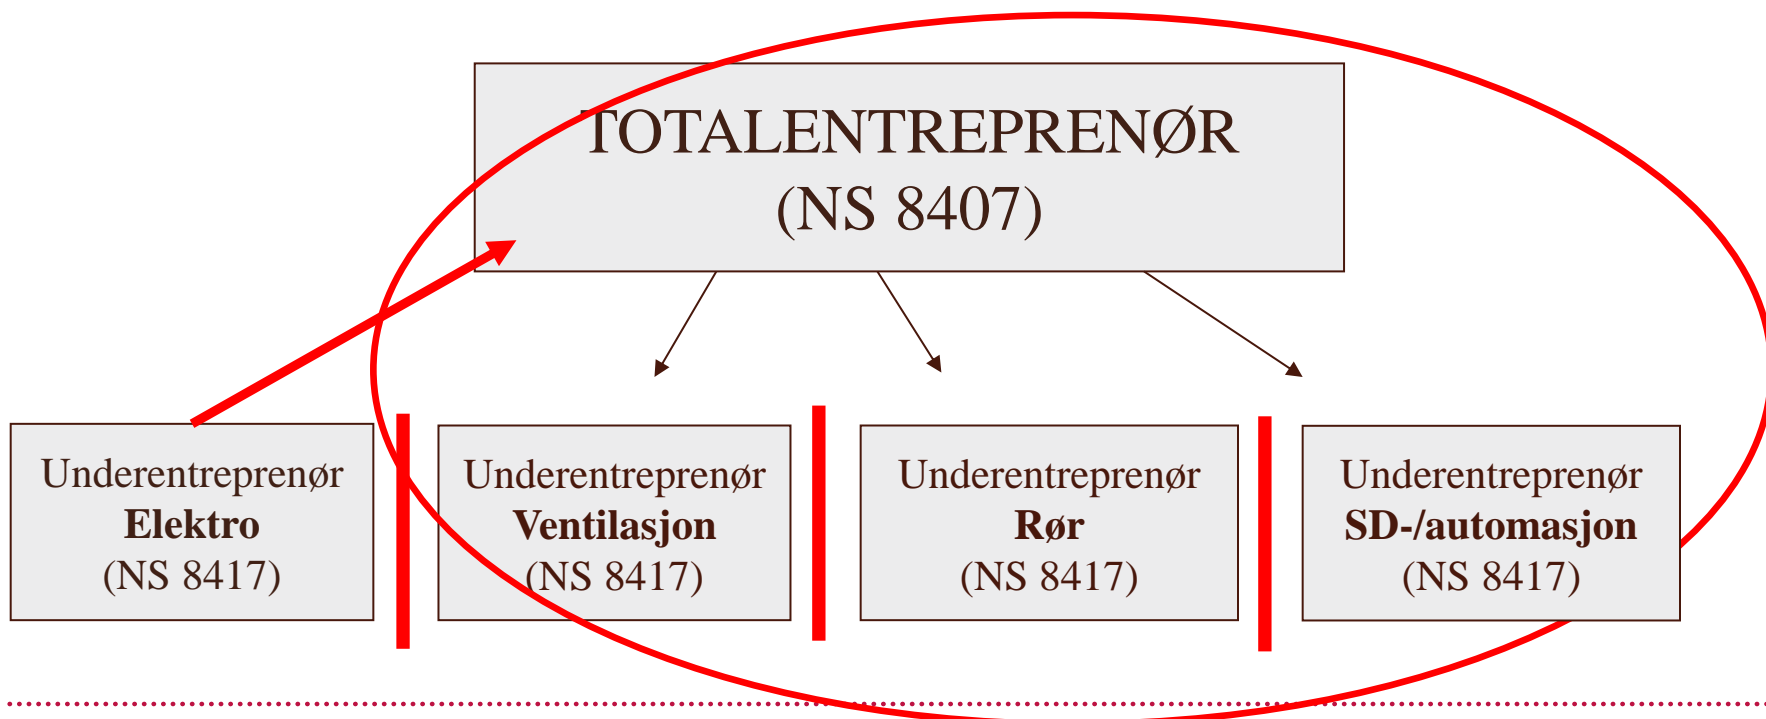 TOTALENTREPRENØR
(NS 8407)
Underentreprenør
Elektro
(NS 8417)
Underentreprenør
Ventilasjon
(NS 8417)
Underentreprenør
Rør
(NS 8417)
Underentreprenør
SD-/automasjon
(NS 8417)